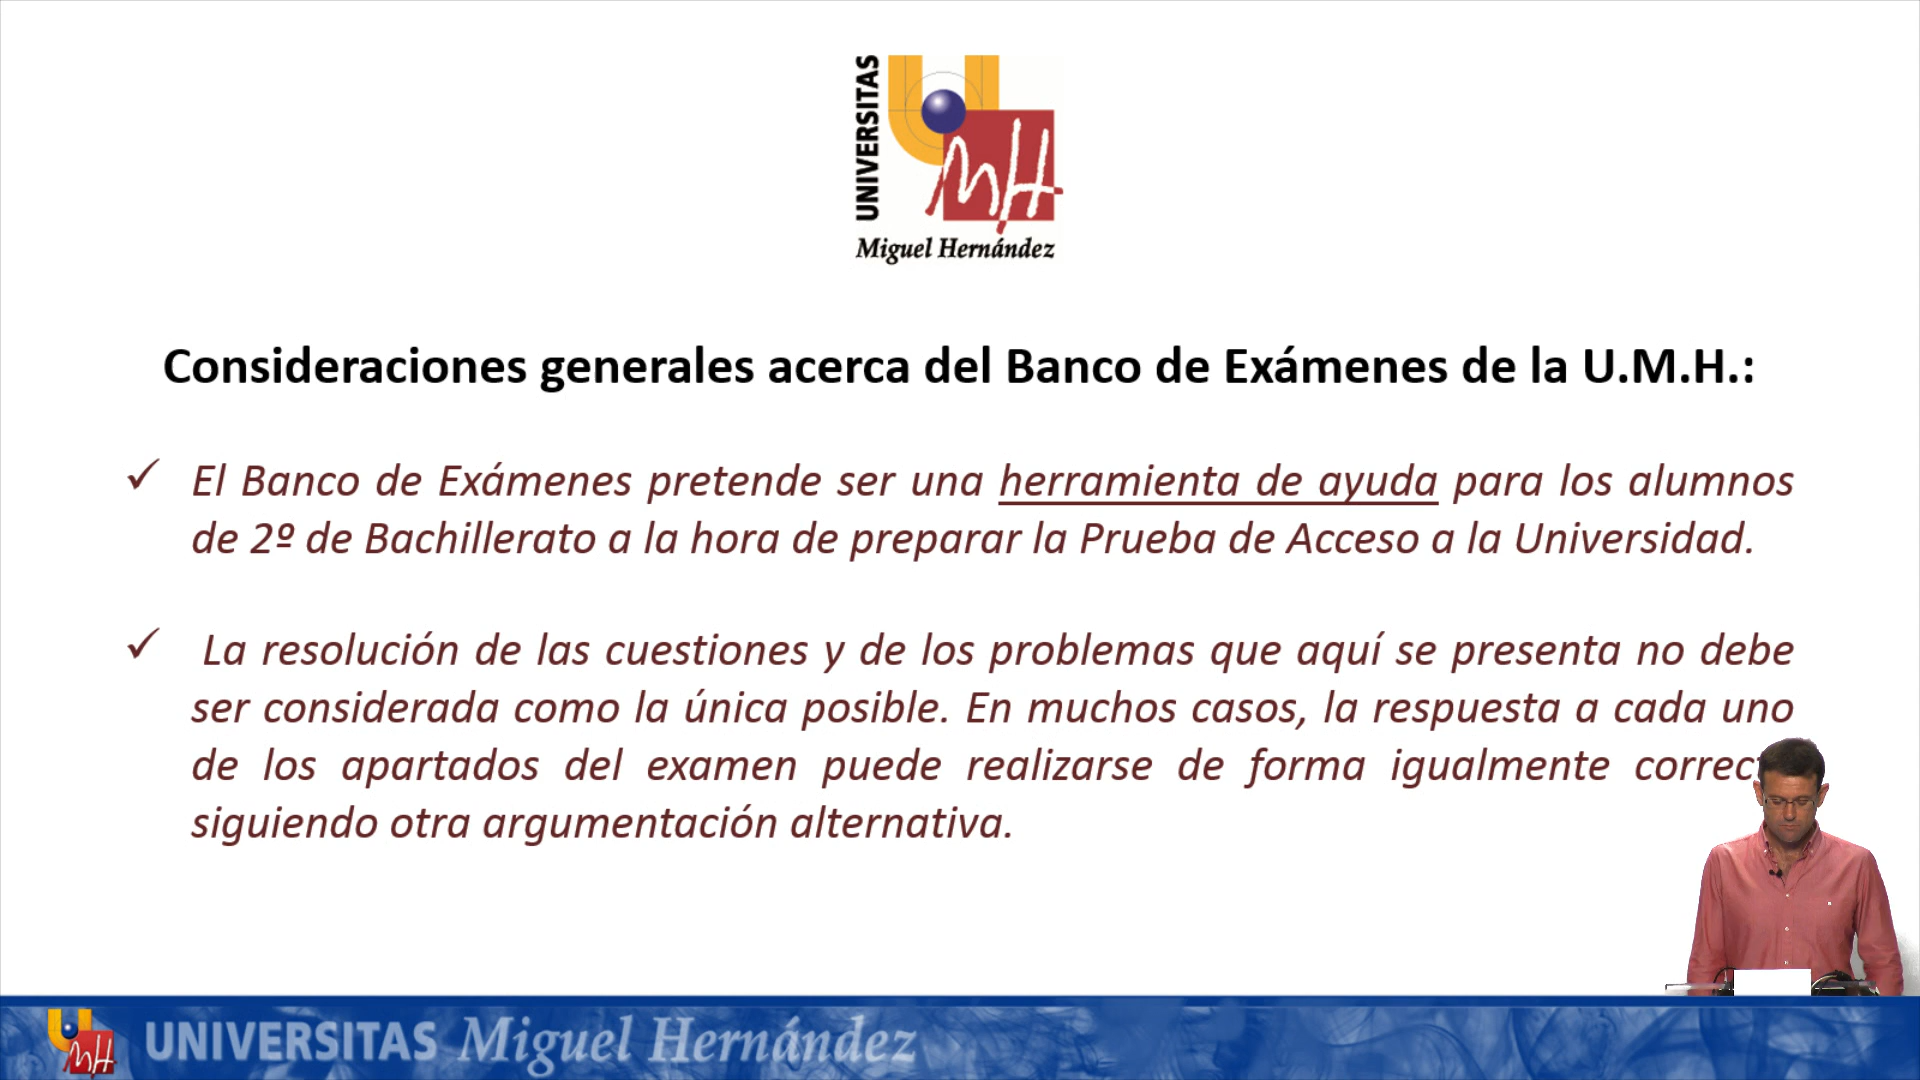 UNIVERSITAS
MH
Miguel Hernández
Consideraciones generales acerca del Banco de Exámenes de la U.M.H.:
✓ El Banco de Exámenes pretende ser una herramienta de ayuda para los alumnos
de 2º de Bachillerato a la hora de preparar la Prueba de Acceso a la Universidad.
✓ La resolución de las cuestiones y de los problemas que aquí se presenta no debe
ser considerada como la única posible. En muchos casos, la respuesta a cada uno
de los apartados del examen puede realizarse de forma igualmente
siguiendo otra argumentación alternativa.
MH UNIVERSITAS Miguel Hernández